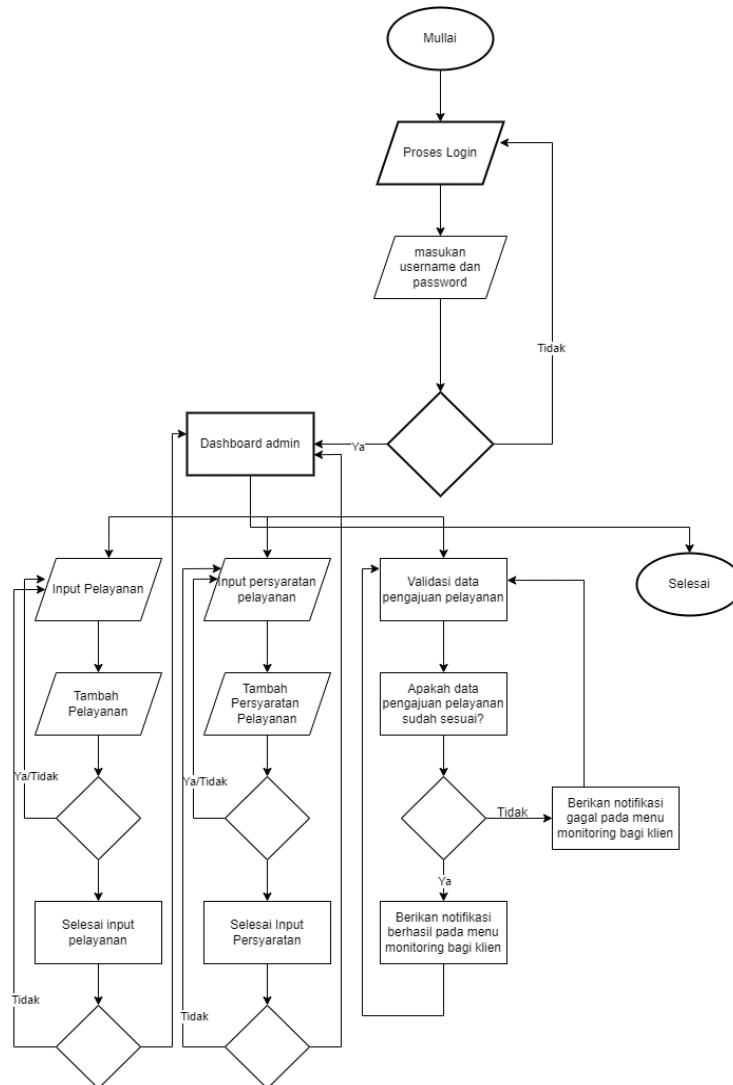 Mullai
Proses Login
masukan
username dan
password
Tidak
Dashboard admin
Ya
Input Pelayanan
Input persyaratan
pelayanan
Validasi data
pengajuan pelayanan
Selesai
Tambah
Pelayanan
Tambah
Persyaratan
Pelayanan
Apakah data
pengajuan pelayanan
sudah sesuai?
Ya/Tidak
Ya/Tidak
Tidak
Berikan notifikasi
gagal pada menu
monitoring bagi klien
Ya
Selesai input
pelayanan
Selesai Input
Persyaratan
Berikan notifikasi
berhasil pada menu
monitoring bagi klien
Tidak
Tidak